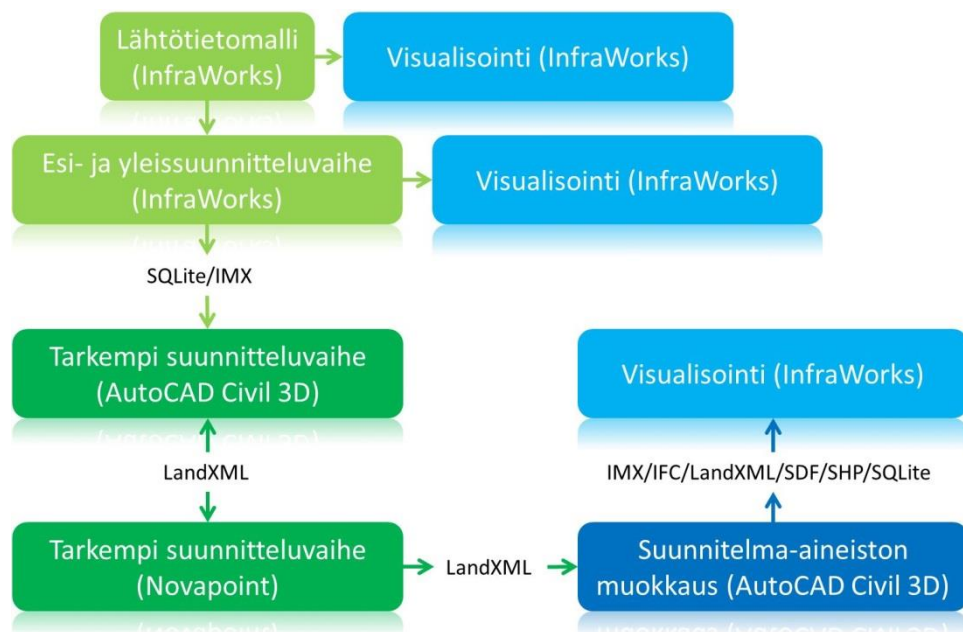 Lähtötietomalli
(InfraWorks)
Visualisointi (InfraWorks)
Esi- ja yleissuunnitteluvaihe
(InfraWorks)
Visualisointi (InfraWorks)
SQLite/IMX
Tarkempi suunnitteluvaihe
(AutoCAD Civil 3D)
Visualisointi (InfraWorks)
LandXML
IMX/IFC/LandXML/SDF/SHP/SQLite
Tarkempi suunnitteluvaihe
(Novapoint)
LandXML
Suunnitelma-aineiston
muokkaus (AutoCAD Civil 3D)